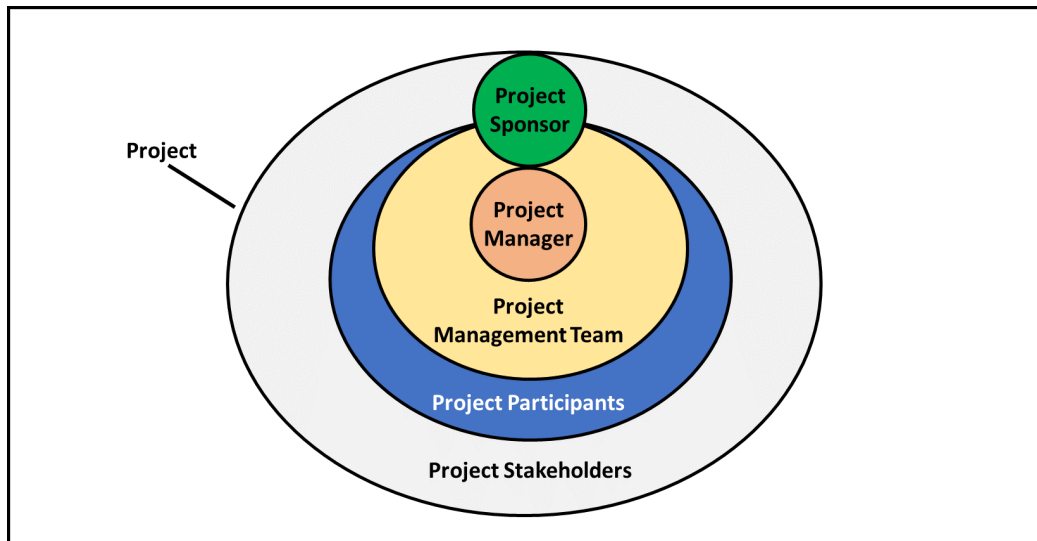 Project
Sponsor
Project
Project
Manager
Project
Management Team
Project Participants
Project Stakeholders